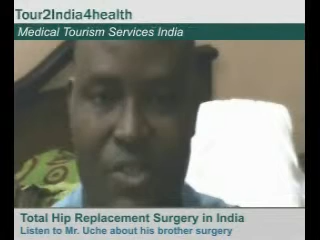 Tour2India4health
Medical Tourism Services India
Total Hip Replacement Surgery in India
Listen to Mr. Uche about his brother surgery